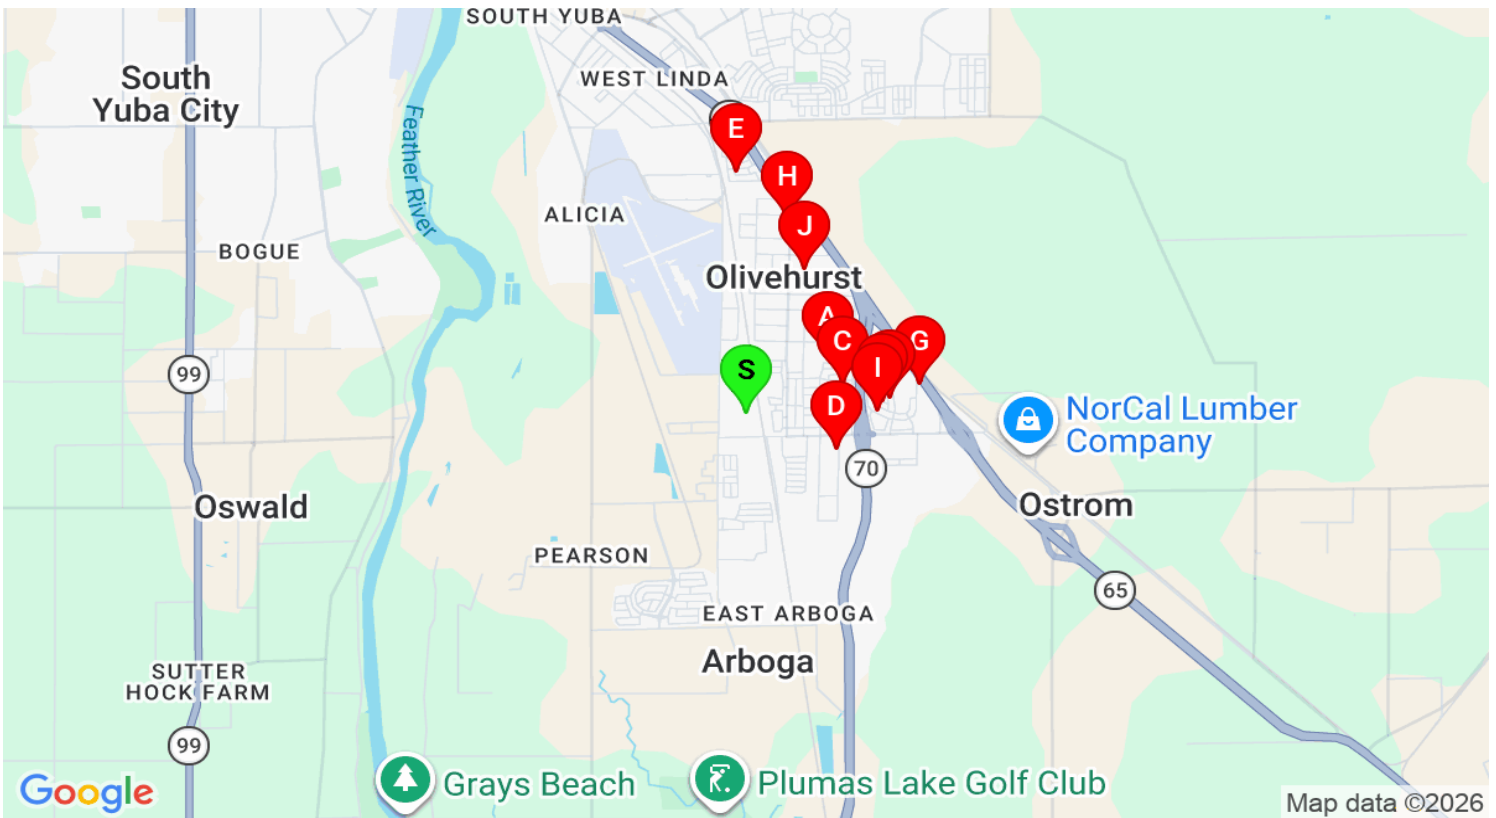 SOUTH YUBA
South
Yuba City
WEST LINDA
E
H
Feather River
ALICIA
J
BOGUE
Olivehurst
A
C
G
I
S
99
D
NorCal Lumber
Company
70
Oswald
Ostrom
PEARSON
65
EAST ARBOGA
Arboga
SUTTER
HOCK FARM
99
Grays Beach
Plumas Lake Golf Club
Google
Map data ©2026